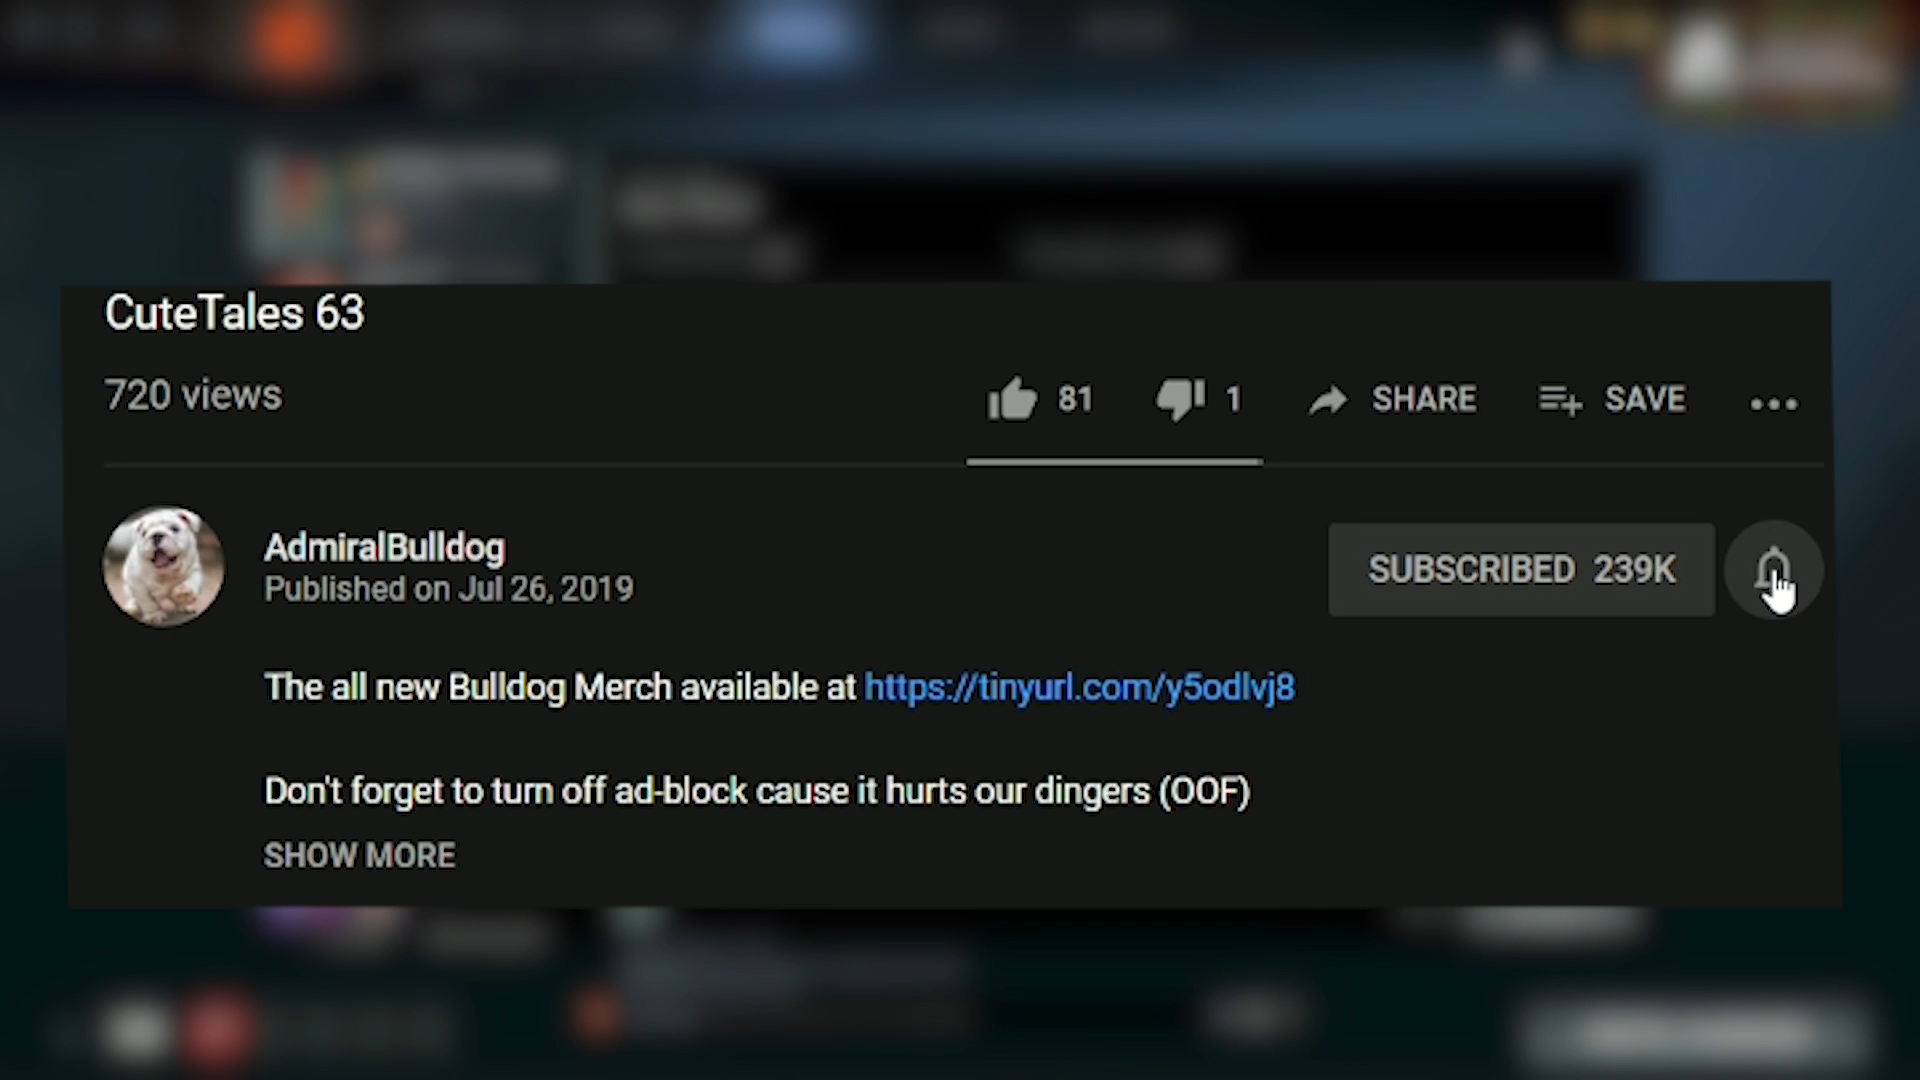 CuteTales 63
720 views
81 1 SHARE SAVE
AdmiralBulldog
Published on Jul 26, 2019
SUBSCRIBED 239K
The all new Bulldog Merch available at https://tinyurl.com/y5odlvj8
Don't forget to turn off ad-block cause it hurts our dingers (OOF)
SHOW MORE